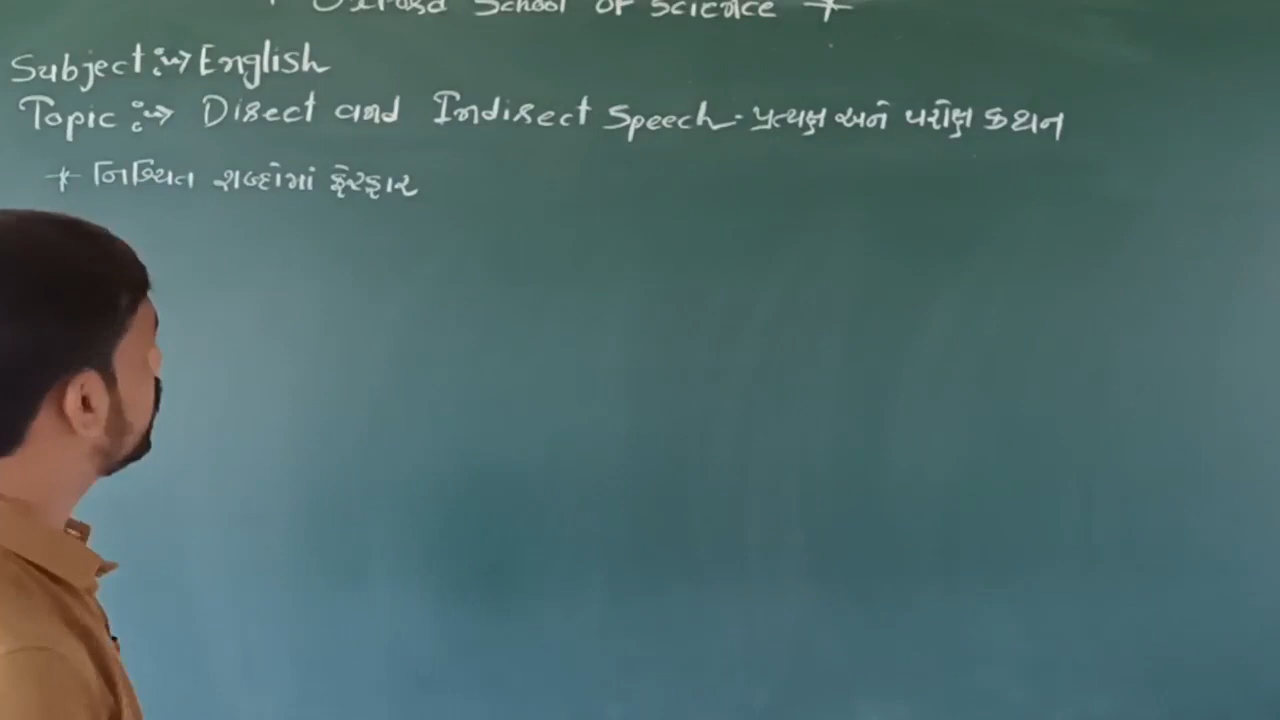 School of Science *
Subject :→ English
Topic :→ Direct and Indirect Speech - પ્રત્યક્ષ અને પરોક્ષ કથન
* નિશ્ચિત શબ્દોમાં ફેરફાર